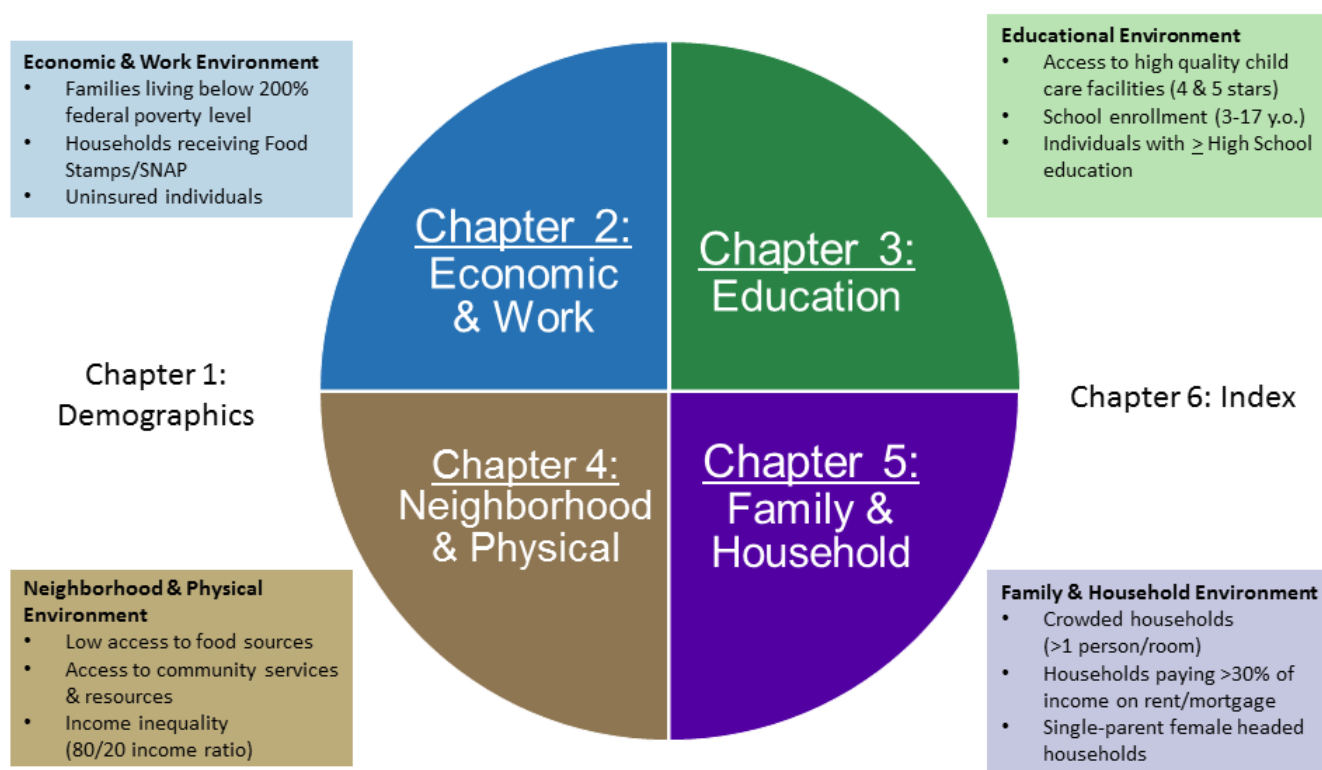 Economic & Work Environment
• Families living below 200%
federal poverty level
• Households receiving Food
Stamps/SNAP
• Uninsured individuals
Educational Environment
• Access to high quality child
care facilities (4 & 5 stars)
• School enrollment (3-17 y.o.)
• Individuals with > High School
education
Chapter 2:
Economic
& Work
Chapter 3:
Education
Chapter 1:
Demographics
Chapter 6: Index
Chapter 4:
Neighborhood
& Physical
Chapter 5:
Family &
Household
Neighborhood & Physical
Environment
• Low access to food sources
• Access to community services
& resources
• Income inequality
(80/20 income ratio)
Family & Household Environment
• Crowded households
(>1 person/room)
• Households paying >30% of
income on rent/mortgage
• Single-parent female headed
households